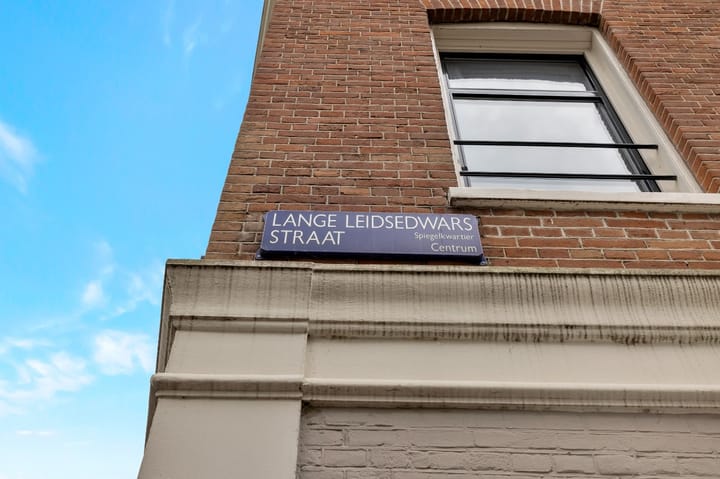 LANGE LEIDSEDWARS
STRAAT
Spiegelkwartier
Centrum